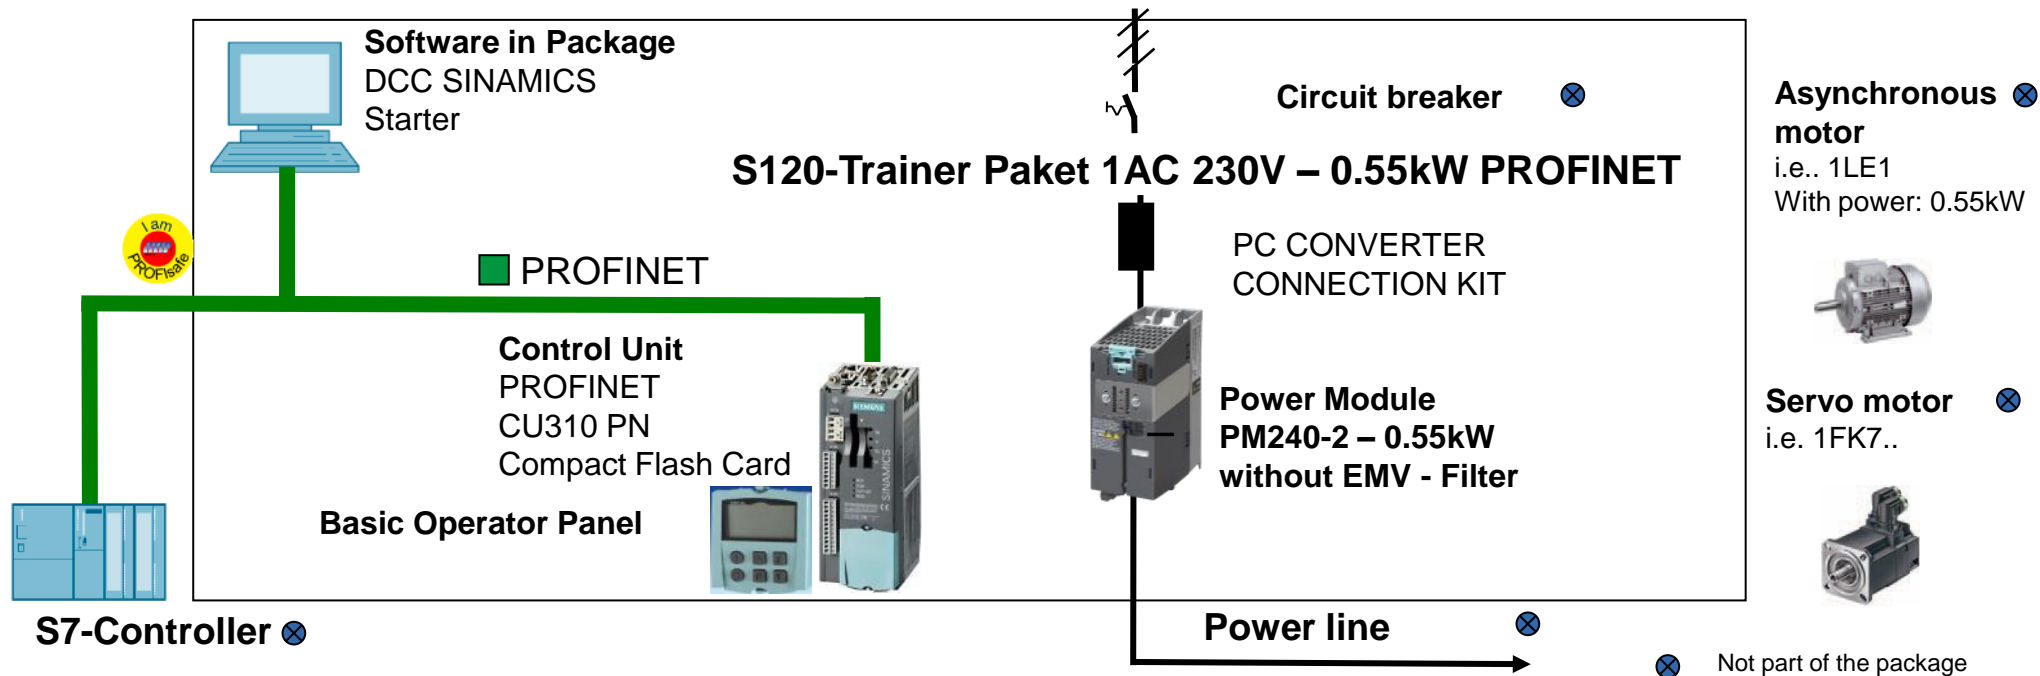 Software in Package
DCC SINAMICS
Starter
Circuit breaker
Asynchronous
motor
i.e.. 1LE1
With power: 0.55kW
S120-Trainer Paket 1AC 230V – 0.55kW PROFINET
I am
PROFIsafe
PROFINET
PC CONVERTER
CONNECTION KIT
Control Unit
PROFINET
CU310 PN
Compact Flash Card
SIEMENS
SINAMICS
Power Module
PM240-2 – 0.55kW
without EMV - Filter
Servo motor
i.e. 1FK7..
Basic Operator Panel
S7-Controller
Power line
Not part of the package